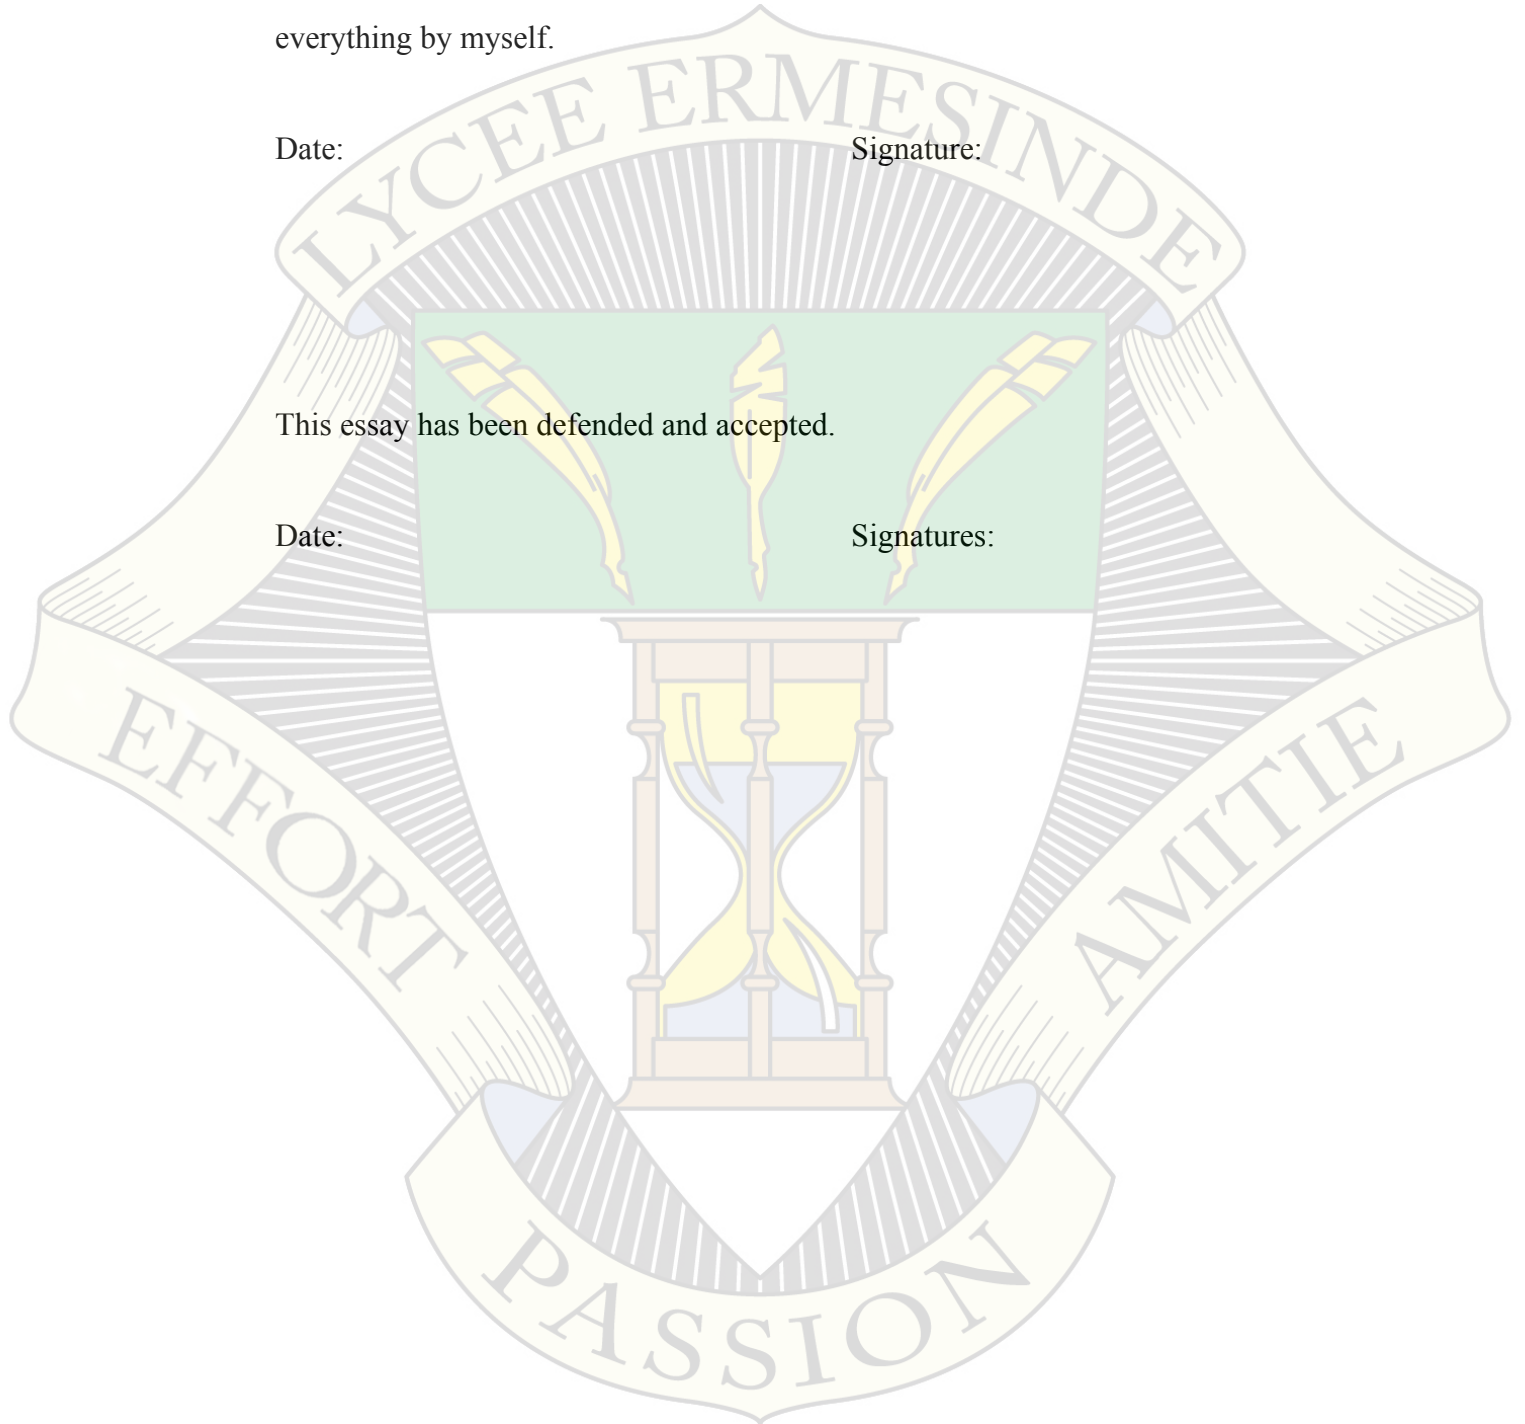 everything by myself.
LYCEE ERMESINDE
Date: Signature:
This essay has been defended and accepted.
Date: Signatures:
EFFORT
AMITIE
PASSION